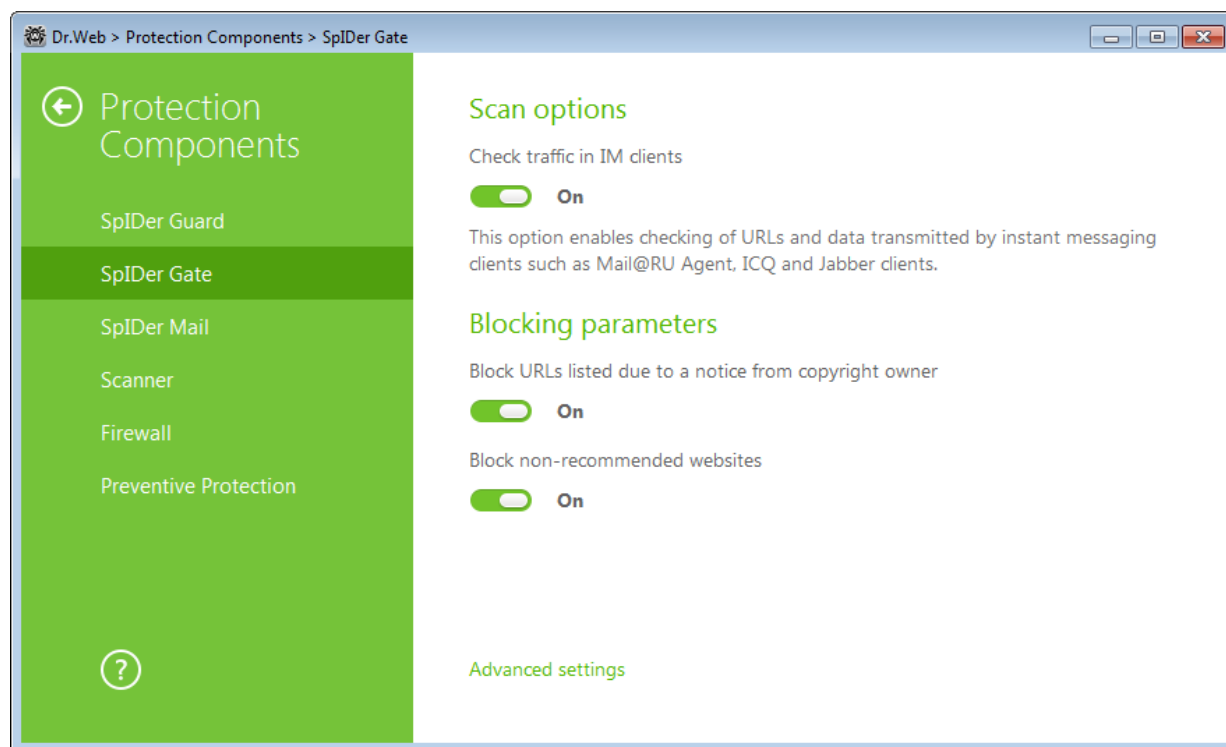 Dr.Web > Protection Components > SpIDer Gate
Protection
Components
SpIDer Guard
SpIDer Gate
SpIDer Mail
Scanner
Firewall
Preventive Protection
?
Scan options
Check traffic in IM clients
On
This option enables checking of URLs and data transmitted by instant messaging
clients such as Mail@RU Agent, ICQ and Jabber clients.
Blocking parameters
Block URLs listed due to a notice from copyright owner
On
Block non-recommended websites
On
Advanced settings